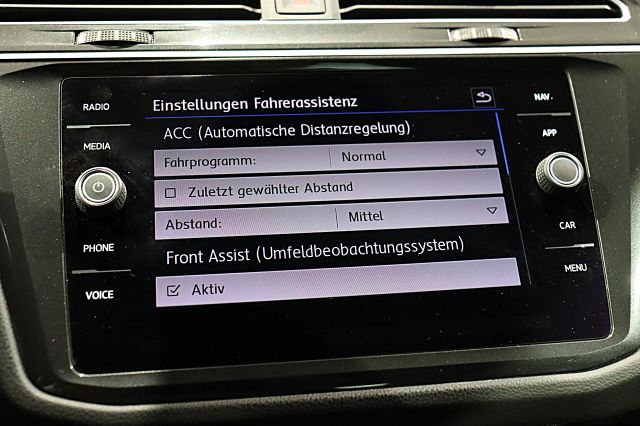 RADIO
MEDIA
PHONE
VOICE
Einstellungen Fahrerassistenz
ACC (Automatische Distanzregelung)
Fahrprogramm: Normal
Zuletzt gewählter Abstand
Abstand: Mittel
Front Assist (Umfeldbeobachtungssystem)
Aktiv
NAV.
APP
CAR
MENU